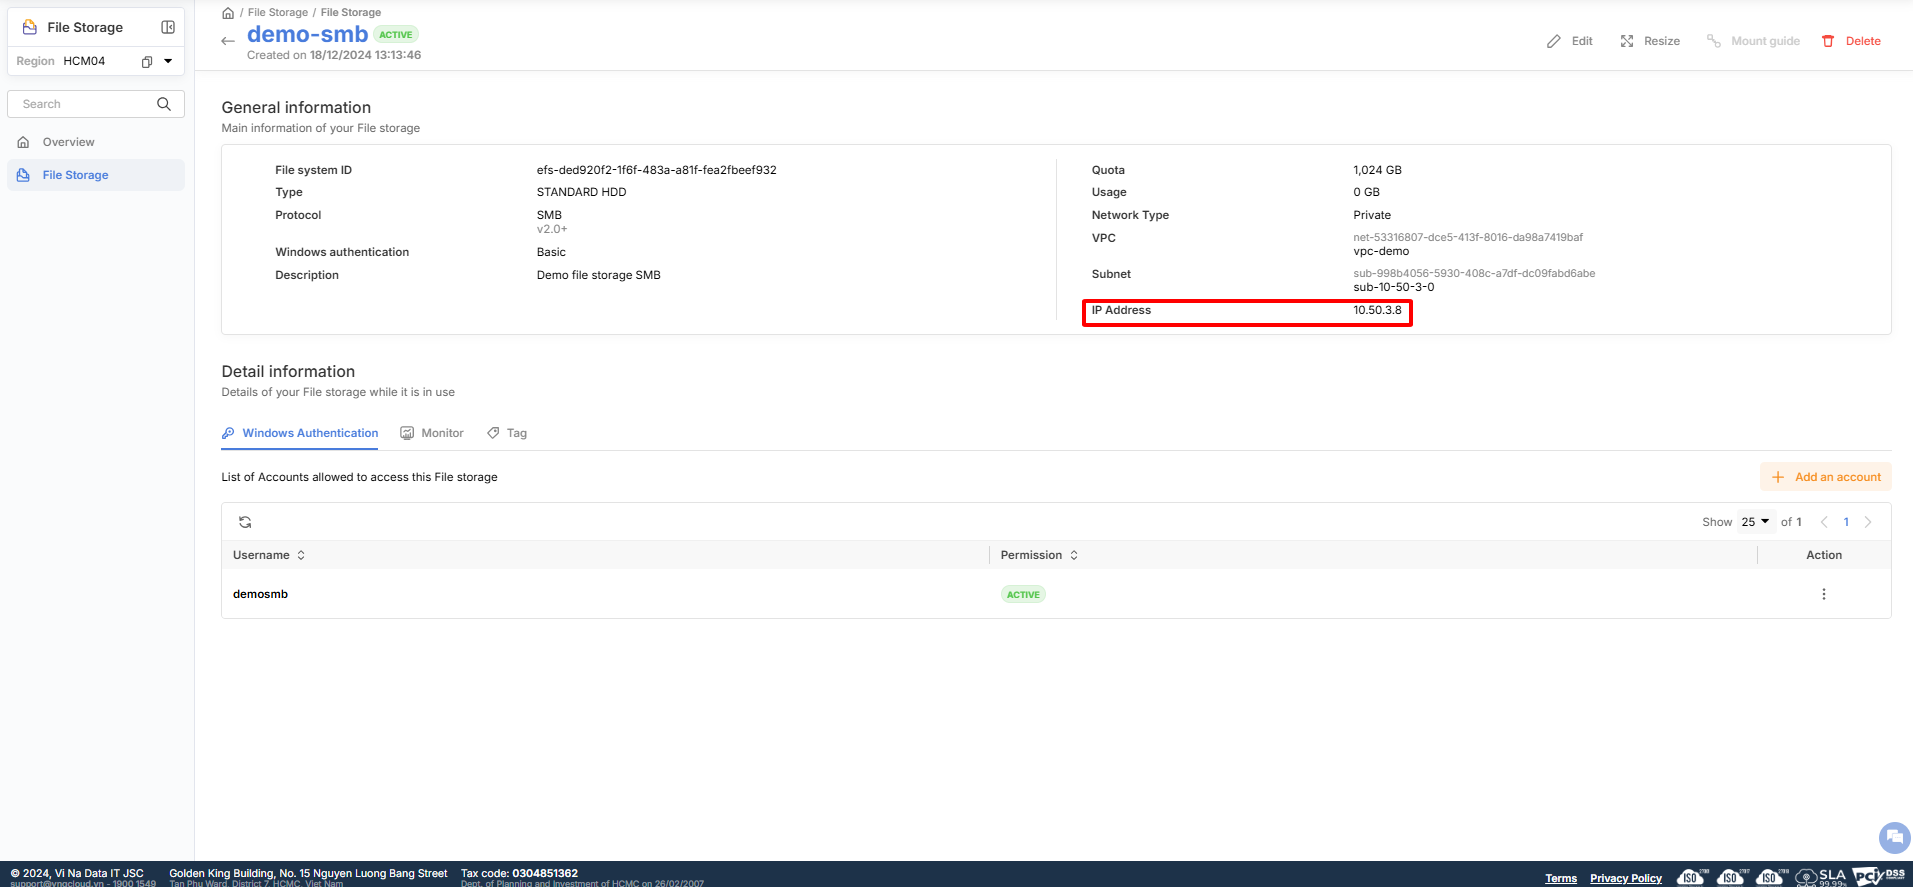 File Storage
Region HCM04
Search
Overview
File Storage
/ File Storage / File Storage
demo-smb ACTIVE
Created on 18/12/2024 13:13:46
Edit
Resize
Mount guide
Delete
General information
Main information of your File storage
File system ID efs-ded920f2-1f6f-483a-a81f-fea2fbeef932
Type STANDARD HDD
Protocol SMB
v2.0+
Windows authentication Basic
Description Demo file storage SMB
Quota 1,024 GB
Usage 0 GB
Network Type Private
VPC net-53316807-dce5-413f-8016-da98a7419baf
vpc-demo
Subnet sub-998b4056-5930-408c-a7df-dc09fabd6abe
sub-10-50-3-0
IP Address 10.50.3.8
Detail information
Details of your File storage while it is in use
Windows Authentication Monitor Tag
List of Accounts allowed to access this File storage
Add an account
Show 25 of 1 1
Username Permission Action
demosmb ACTIVE
© 2024, Vi Na Data IT JSC
support@vngcloud.vn - 1900 1549
Golden King Building, No. 15 Nguyen Luong Bang Street
Tan Phu Ward, District 7, HCMC, Viet Nam
Tax code: 0304851362
Dept. of Planning and Investment of HCMC on 26/02/2007
Terms Privacy Policy
ISO ISO ISO
SLA
99.99%
PCI DSS